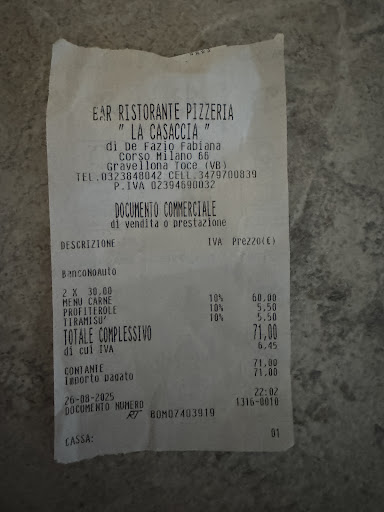 BAR RISTORANTE PIZZERIA
" LA CASACCIA "
di De Fazio Fabiana
Corso Milano 66
Gravellona Toce (VB)
TEL.0323848042 CELL.3479700839
P.IVA 02394690032
DOCUMENTO COMMERCIALE
di vendita o prestazione
DESCRIZIONE IVA Prezzo(€)
BancoNoAuto
2 X 30.00
MENU CARNE 10% 60.00
PROFITEROLE 10% 5.50
TIRAMISU' 10% 5.50
TOTALE COMPLESSIVO 71,00
di cui IVA 6.45
CONTANTE 71.00
Importo pagato 71.00
26-08-2025 22:02
DOCUMENTO NUMERO 1316-0010
RT 80M07403919
CASSA: 01